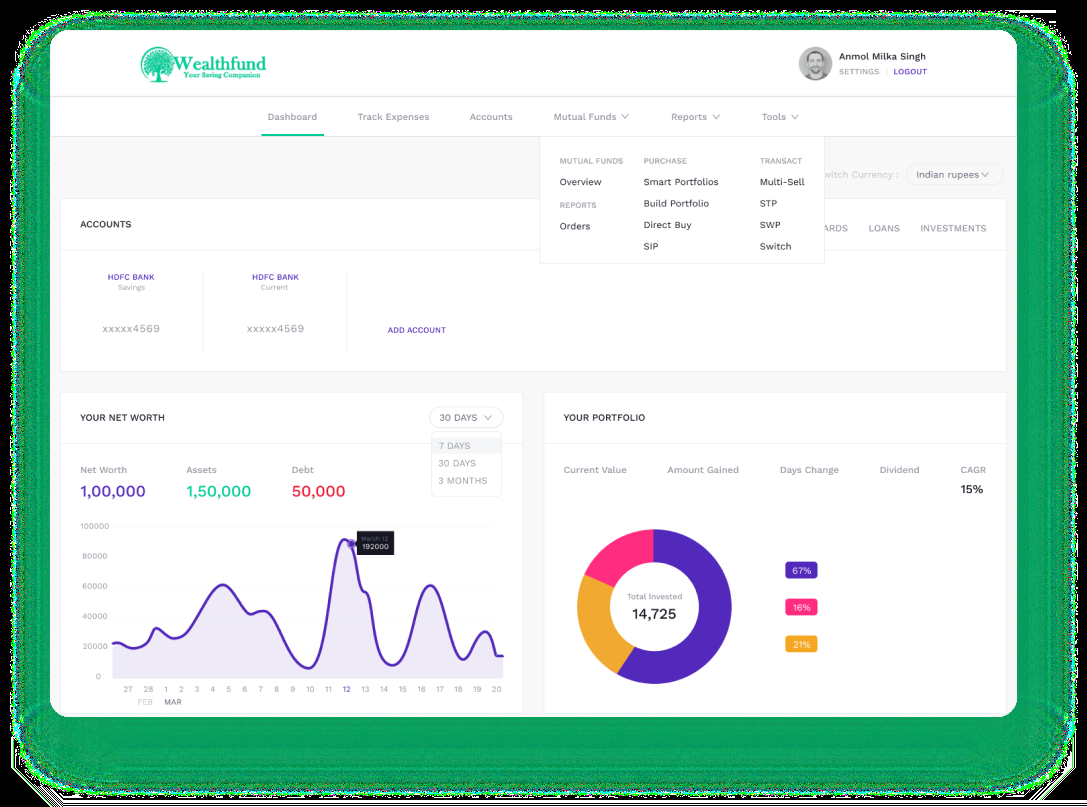 Wealthfund
Your Saving Companion
Anmol Milka Singh
SETTINGS | LOGOUT
Dashboard Track Expenses Accounts Mutual Funds Reports Tools
MUTUAL FUNDS PURCHASE TRANSACT
Overview Smart Portfolios Multi-Sell
REPORTS Build Portfolio STP
Orders Direct Buy SWP
SIP Switch
witch Currency : Indian rupees
ACCOUNTS
ARDS LOANS INVESTMENTS
HDFC BANK HDFC BANK
Savings Current
xxxxx4569 xxxxx4569 ADD ACCOUNT
YOUR NET WORTH 30 DAYS
7 DAYS
30 DAYS
3 MONTHS
Net Worth Assets Debt
1,00,000 1,50,000 50,000
100000
80000
60000
40000
20000
0
March 12
192000
27 28 1 2 3 4 5 6 7 8 9 10 11 12 13 14 15 16 17 18 19 20
FEB MAR
YOUR PORTFOLIO
Current Value Amount Gained Days Change Dividend CAGR
15%
Total Invested
14,725
67%
16%
21%